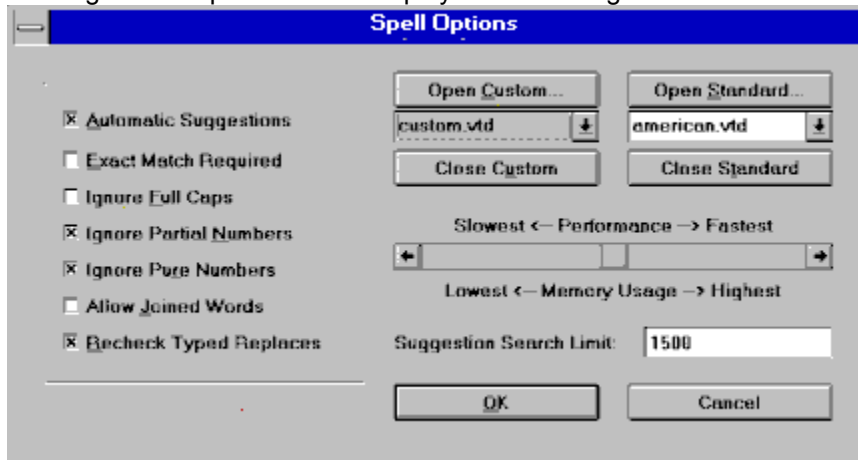 Spell Options
Automatic Suggestions
Exact Match Required
Ignore Full Caps
Ignore Partial Numbers
Ignore Pure Numbers
Allow Joined Words
Recheck Typed Replaces
Open Custom... Open Standard...
custom.vtd american.vtd
Close Custom Close Standard
Slowest <-- Performance --> Fastest
Lowest <-- Memory Usage --> Highest
Suggestion Search Limit: 1500
OK Cancel